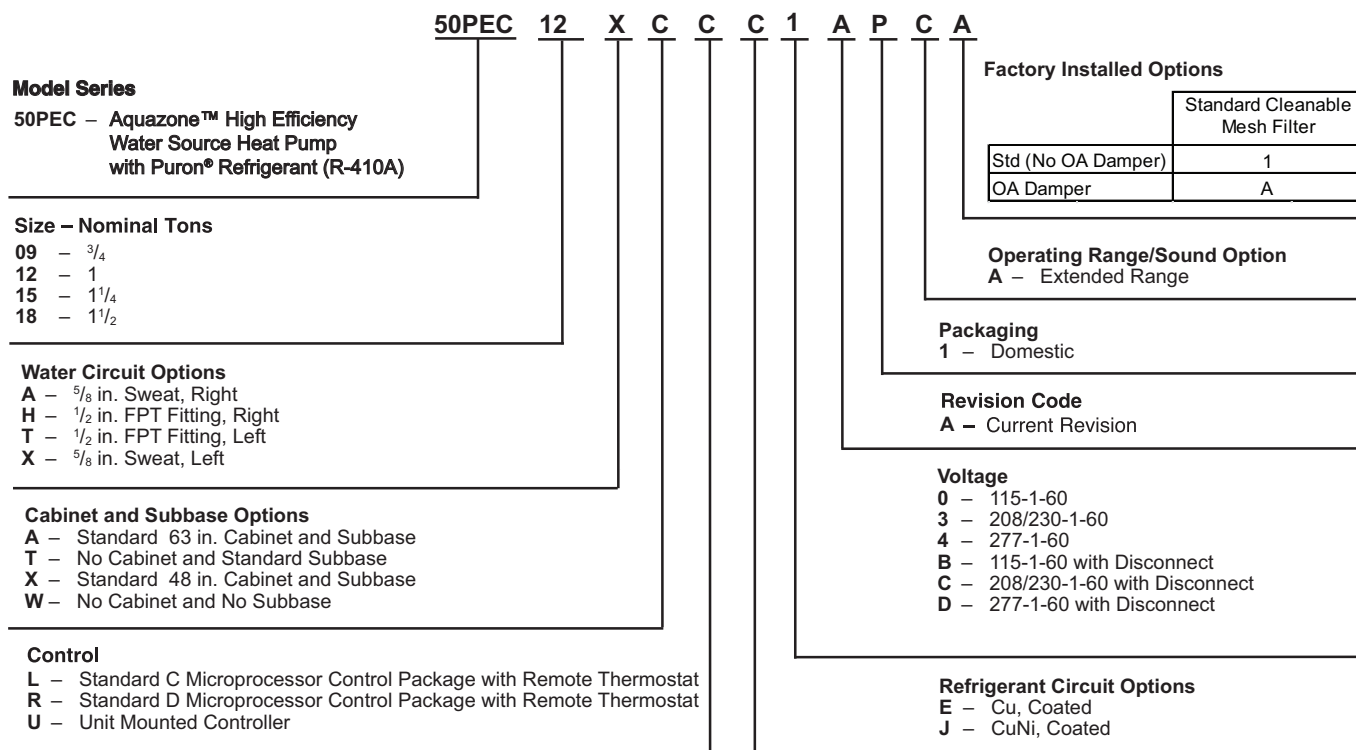 50PEC 12 X C C C 1 A P C A
Model Series
50PEC – Aquazone™ High Efficiency
Water Source Heat Pump
with Puron® Refrigerant (R-410A)
Size – Nominal Tons
09 – 3/4
12 – 1
15 – 1 1/4
18 – 1 1/2
Water Circuit Options
A – 5/8 in. Sweat, Right
H – 1/2 in. FPT Fitting, Right
T – 1/2 in. FPT Fitting, Left
X – 5/8 in. Sweat, Left
Cabinet and Subbase Options
A – Standard 63 in. Cabinet and Subbase
T – No Cabinet and Standard Subbase
X – Standard 48 in. Cabinet and Subbase
W – No Cabinet and No Subbase
Control
L – Standard C Microprocessor Control Package with Remote Thermostat
R – Standard D Microprocessor Control Package with Remote Thermostat
U – Unit Mounted Controller
Factory Installed Options
Standard Cleanable
Mesh Filter
Std (No OA Damper) 1
OA Damper A
Operating Range/Sound Option
A – Extended Range
Packaging
1 – Domestic
Revision Code
A – Current Revision
Voltage
0 – 115-1-60
3 – 208/230-1-60
4 – 277-1-60
B – 115-1-60 with Disconnect
C – 208/230-1-60 with Disconnect
D – 277-1-60 with Disconnect
Refrigerant Circuit Options
E – Cu, Coated
J – CuNi, Coated